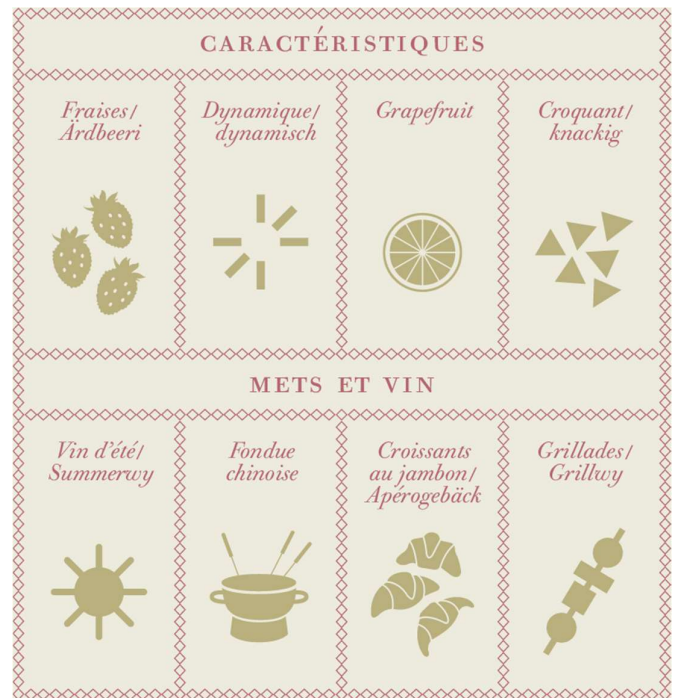 CARACTÉRISTIQUES
Fraises/
Ärdbeeri
Dynamique/
dynamisch
Grapefruit
Croquant/
knackig
METS ET VIN
Vin d'été/
Summerwy
Fondue
chinoise
Croissants
au jambon/
Apérogebäck
Grillades/
Grillwy